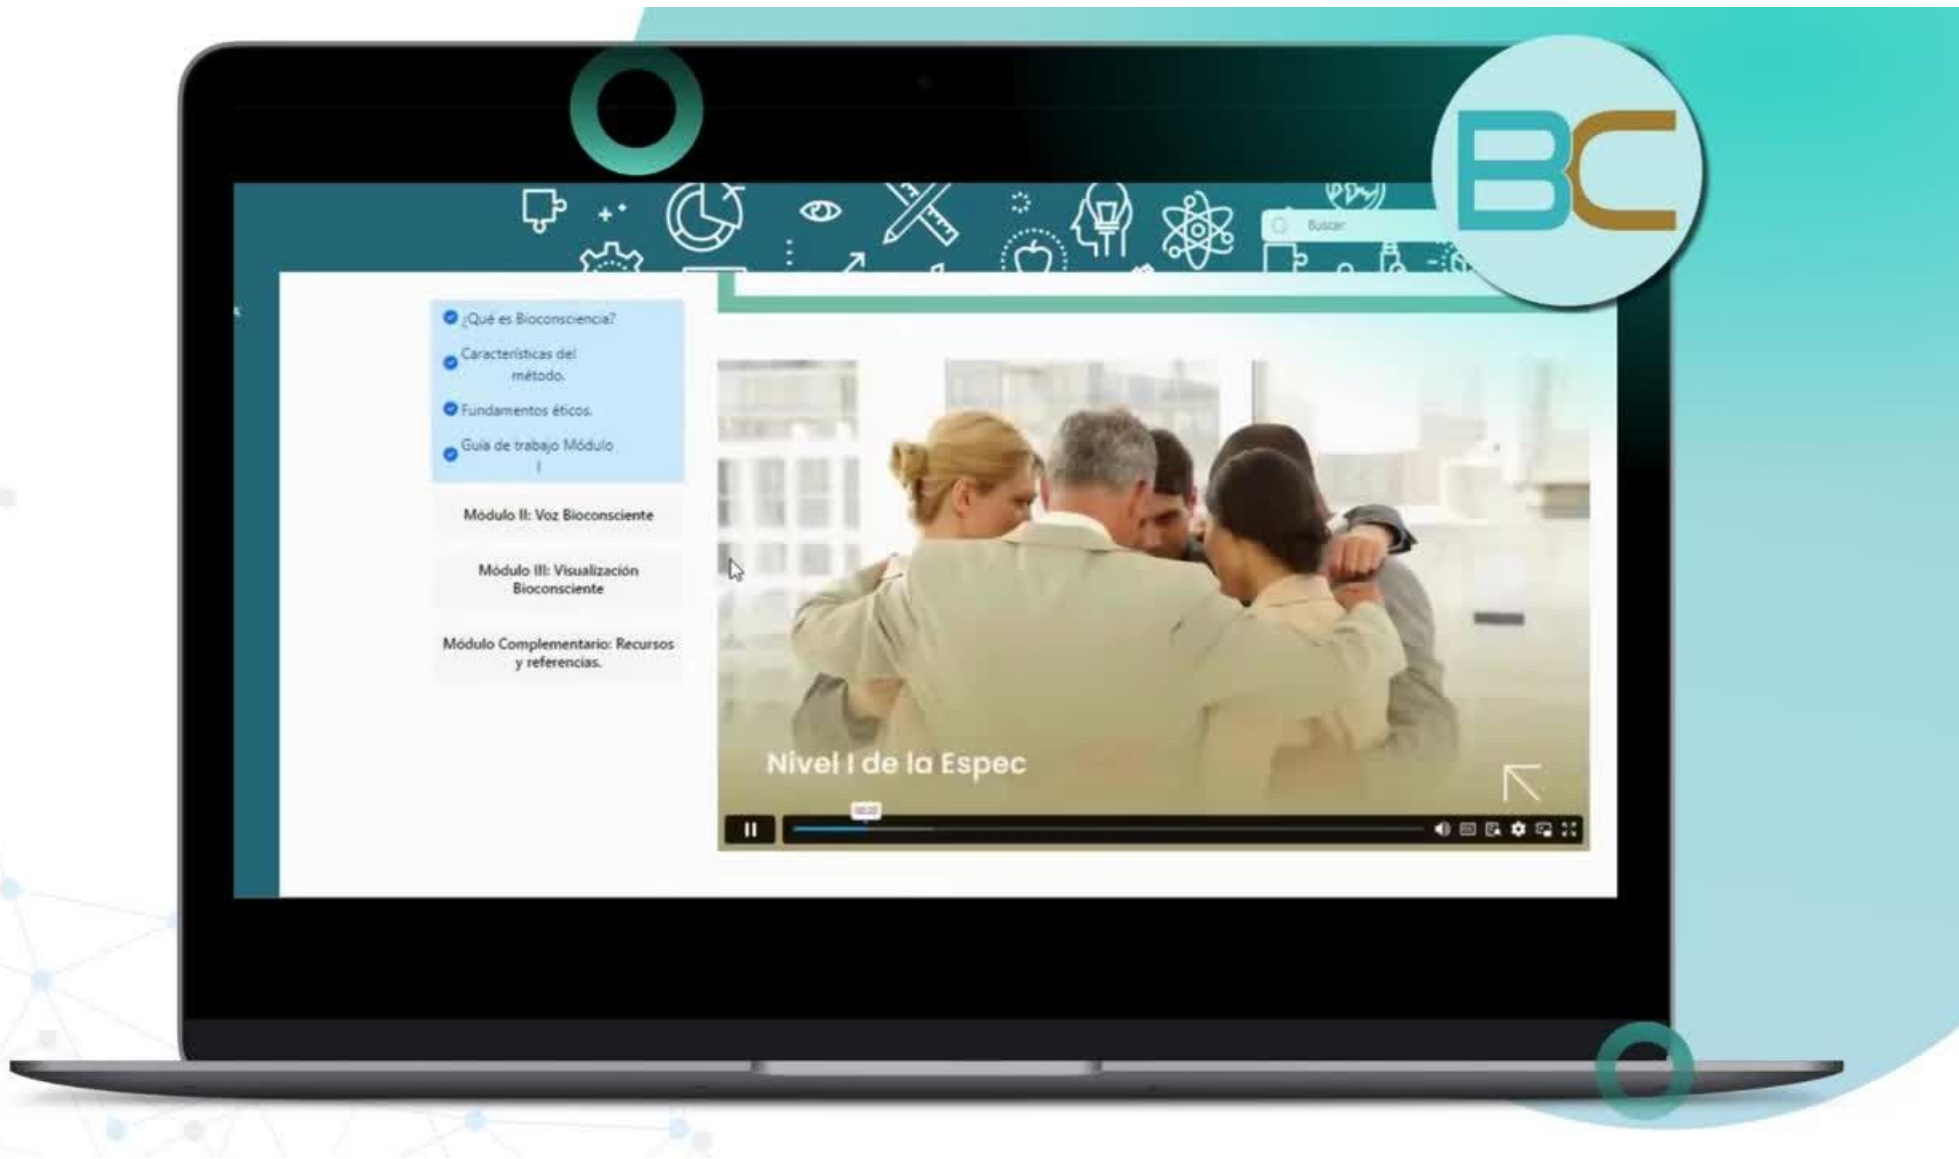 BC
Buscar
¿Qué es Bioconsciencia?
Características del
método.
Fundamentos éticos.
Guía de trabajo Módulo
I
Módulo II: Voz Bioconsciente
Módulo III: Visualización
Bioconsciente
Módulo Complementario: Recursos
y referencias.
Nivel I de la Espec